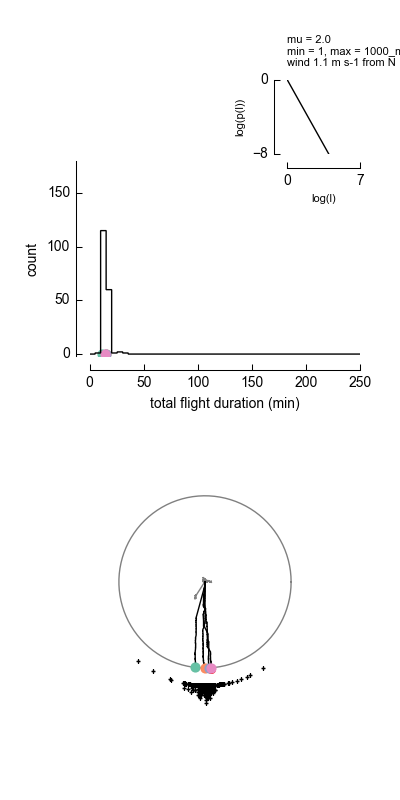 mu = 2.0
min = 1, max = 1000_m
wind 1.1 m s-1 from N
0
log(p(l))
−8
0
7
log(l)
150
100
50
0
count
0
50
100
150
200
250
total flight duration (min)